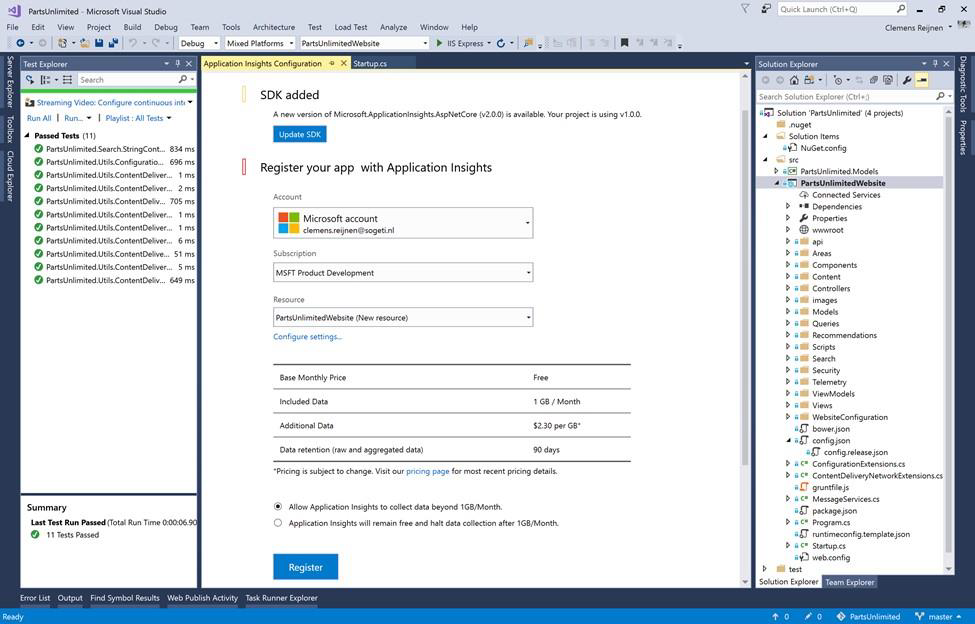 PartsUnlimited - Microsoft Visual Studio
Quick Launch (Ctrl+Q)
File Edit View Project Build Debug Team Tools Architecture Test Load Test Analyze Window Help
Clemens Reijnen
Debug Mixed Platforms PartsUnlimitedWebsite IIS Express
Server Explorer
Toolbox
Cloud Explorer
Test Explorer
Search
Streaming Video: Configure continuous inte
Run All | Run... | Playlist : All Tests
Passed Tests (11)
PartsUnlimited.Search.StringCont... 834 ms
PartsUnlimited.Utils.Configuratio... 696 ms
PartsUnlimited.Utils.ContentDeliver... 1 ms
PartsUnlimited.Utils.ContentDeliver... 2 ms
PartsUnlimited.Utils.ContentDeliv... 705 ms
PartsUnlimited.Utils.ContentDeliver... 1 ms
PartsUnlimited.Utils.ContentDeliver... 1 ms
PartsUnlimited.Utils.ContentDeliver... 6 ms
PartsUnlimited.Utils.ContentDelive... 51 ms
PartsUnlimited.Utils.ContentDeliver... 5 ms
PartsUnlimited.Utils.ContentDeliv... 649 ms
Summary
Last Test Run Passed (Total Run Time 0:00:06.90
11 Tests Passed
Application Insights Configuration Startup.cs
SDK added
A new version of Microsoft.ApplicationInsights.AspNetCore (v2.0.0) is available. Your project is using v1.0.0.
Update SDK
Register your app with Application Insights
Account
Microsoft account
clemens.reijnen@sogeti.nl
Subscription
MSFT Product Development
Resource
PartsUnlimitedWebsite (New resource)
Configure settings...
Base Monthly Price Free
Included Data 1 GB / Month
Additional Data $2.30 per GB*
Data retention (raw and aggregated data) 90 days
*Pricing is subject to change. Visit our pricing page for most recent pricing details.
Allow Application Insights to collect data beyond 1GB/Month.
Application Insights will remain free and halt data collection after 1GB/Month.
Register
Solution Explorer
Search Solution Explorer (Ctrl+;)
Solution 'PartsUnlimited' (4 projects)
.nuget
Solution Items
NuGet.config
src
PartsUnlimited.Models
PartsUnlimitedWebsite
Connected Services
Dependencies
Properties
wwwroot
api
Areas
Components
Content
Controllers
images
Models
Queries
Recommendations
Scripts
Search
Security
Telemetry
ViewModels
Views
WebsiteConfiguration
bower.json
config.json
config.release.json
ConfigurationExtensions.cs
ContentDeliveryNetworkExtensions.cs
gruntfile.js
MessageServices.cs
package.json
Program.cs
runtimeconfig.template.json
Startup.cs
web.config
test
Solution Explorer Team Explorer
Diagnostic Tools
Properties
Error List Output Find Symbol Results Web Publish Activity Task Runner Explorer
Ready 0 0 PartsUnlimited master